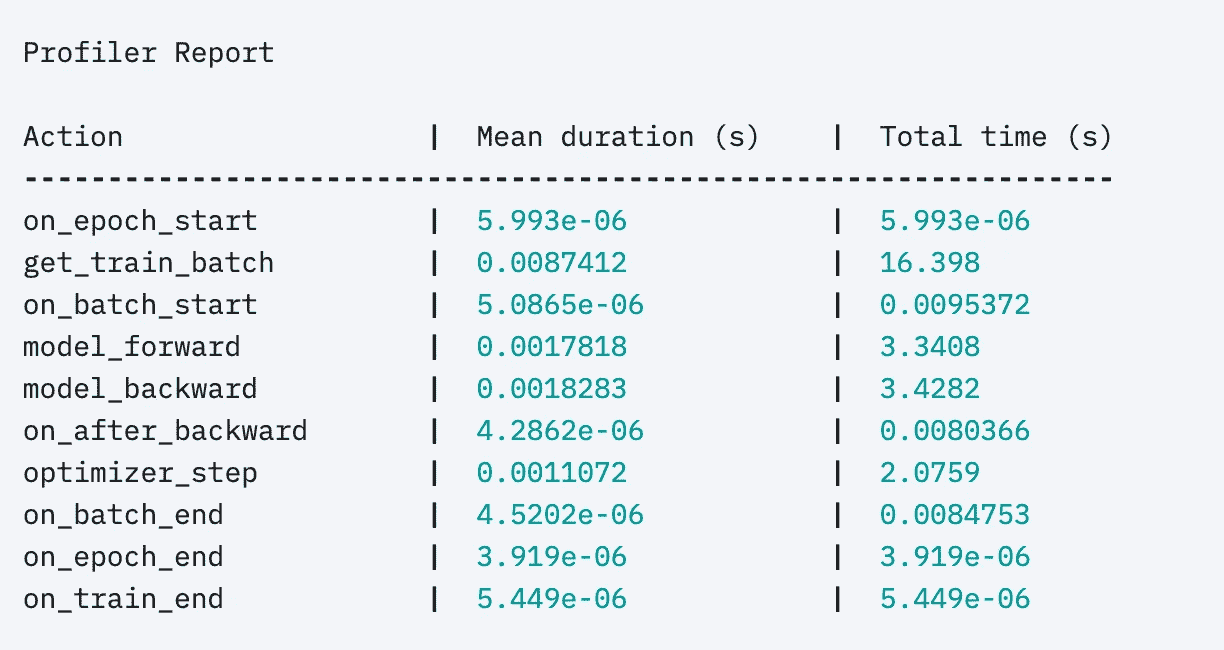 Profiler Report
Action | Mean duration (s) | Total time (s)
-----------------------------------------------------------------
on_epoch_start | 5.993e-06 | 5.993e-06
get_train_batch | 0.0087412 | 16.398
on_batch_start | 5.0865e-06 | 0.0095372
model_forward | 0.0017818 | 3.3408
model_backward | 0.0018283 | 3.4282
on_after_backward | 4.2862e-06 | 0.0080366
optimizer_step | 0.0011072 | 2.0759
on_batch_end | 4.5202e-06 | 0.0084753
on_epoch_end | 3.919e-06 | 3.919e-06
on_train_end | 5.449e-06 | 5.449e-06